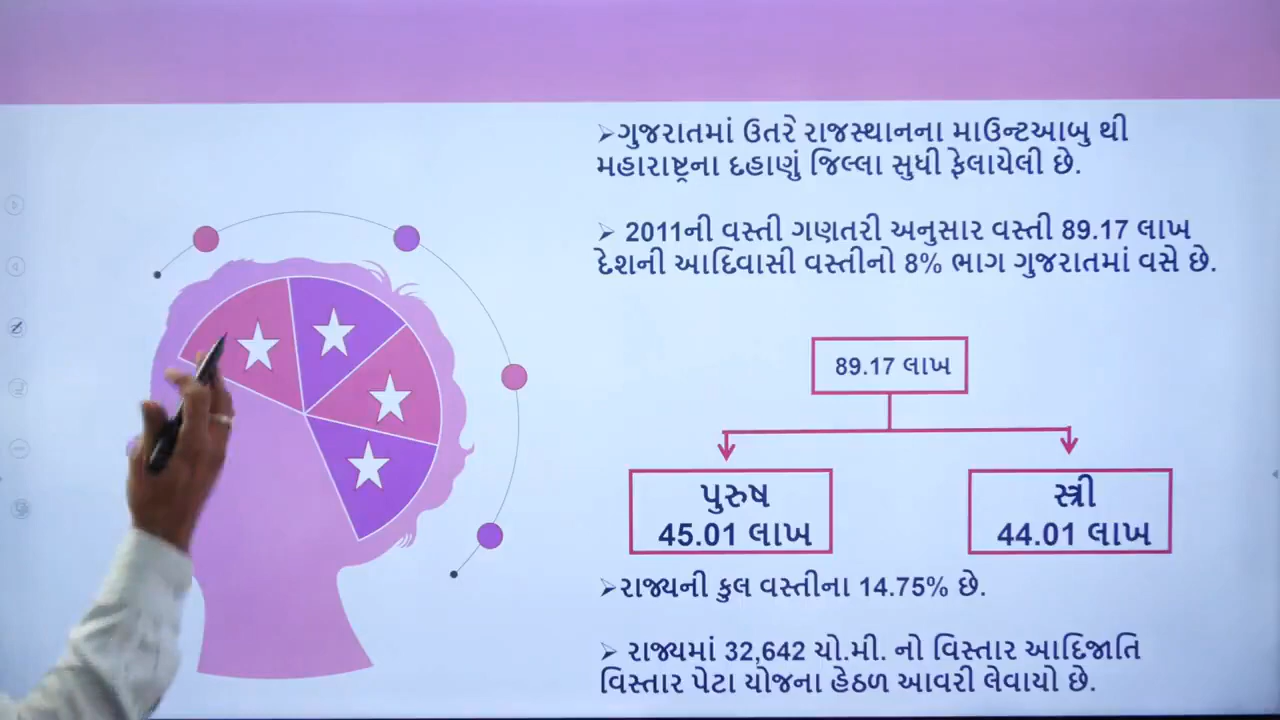 ➢ગુજરાતમાં ઉતરે રાજસ્થાનના માઉન્ટઆબુ થી
મહારાષ્ટ્રના દહાણું જિલ્લા સુધી ફેલાયેલી છે.
➢ 2011ની વસ્તી ગણતરી અનુસાર વસ્તી 89.17 લાખ
દેશની આદિવાસી વસ્તીનો 8% ભાગ ગુજરાતમાં વસે છે.
89.17 લાખ
પુરુષ
45.01 લાખ
સ્ત્રી
44.01 લાખ
➢રાજ્યની કુલ વસ્તીના 14.75% છે.
➢ રાજ્યમાં 32,642 ચો.મી. નો વિસ્તાર આદિજાતિ
વિસ્તાર પેટા યોજના હેઠળ આવરી લેવાયો છે.